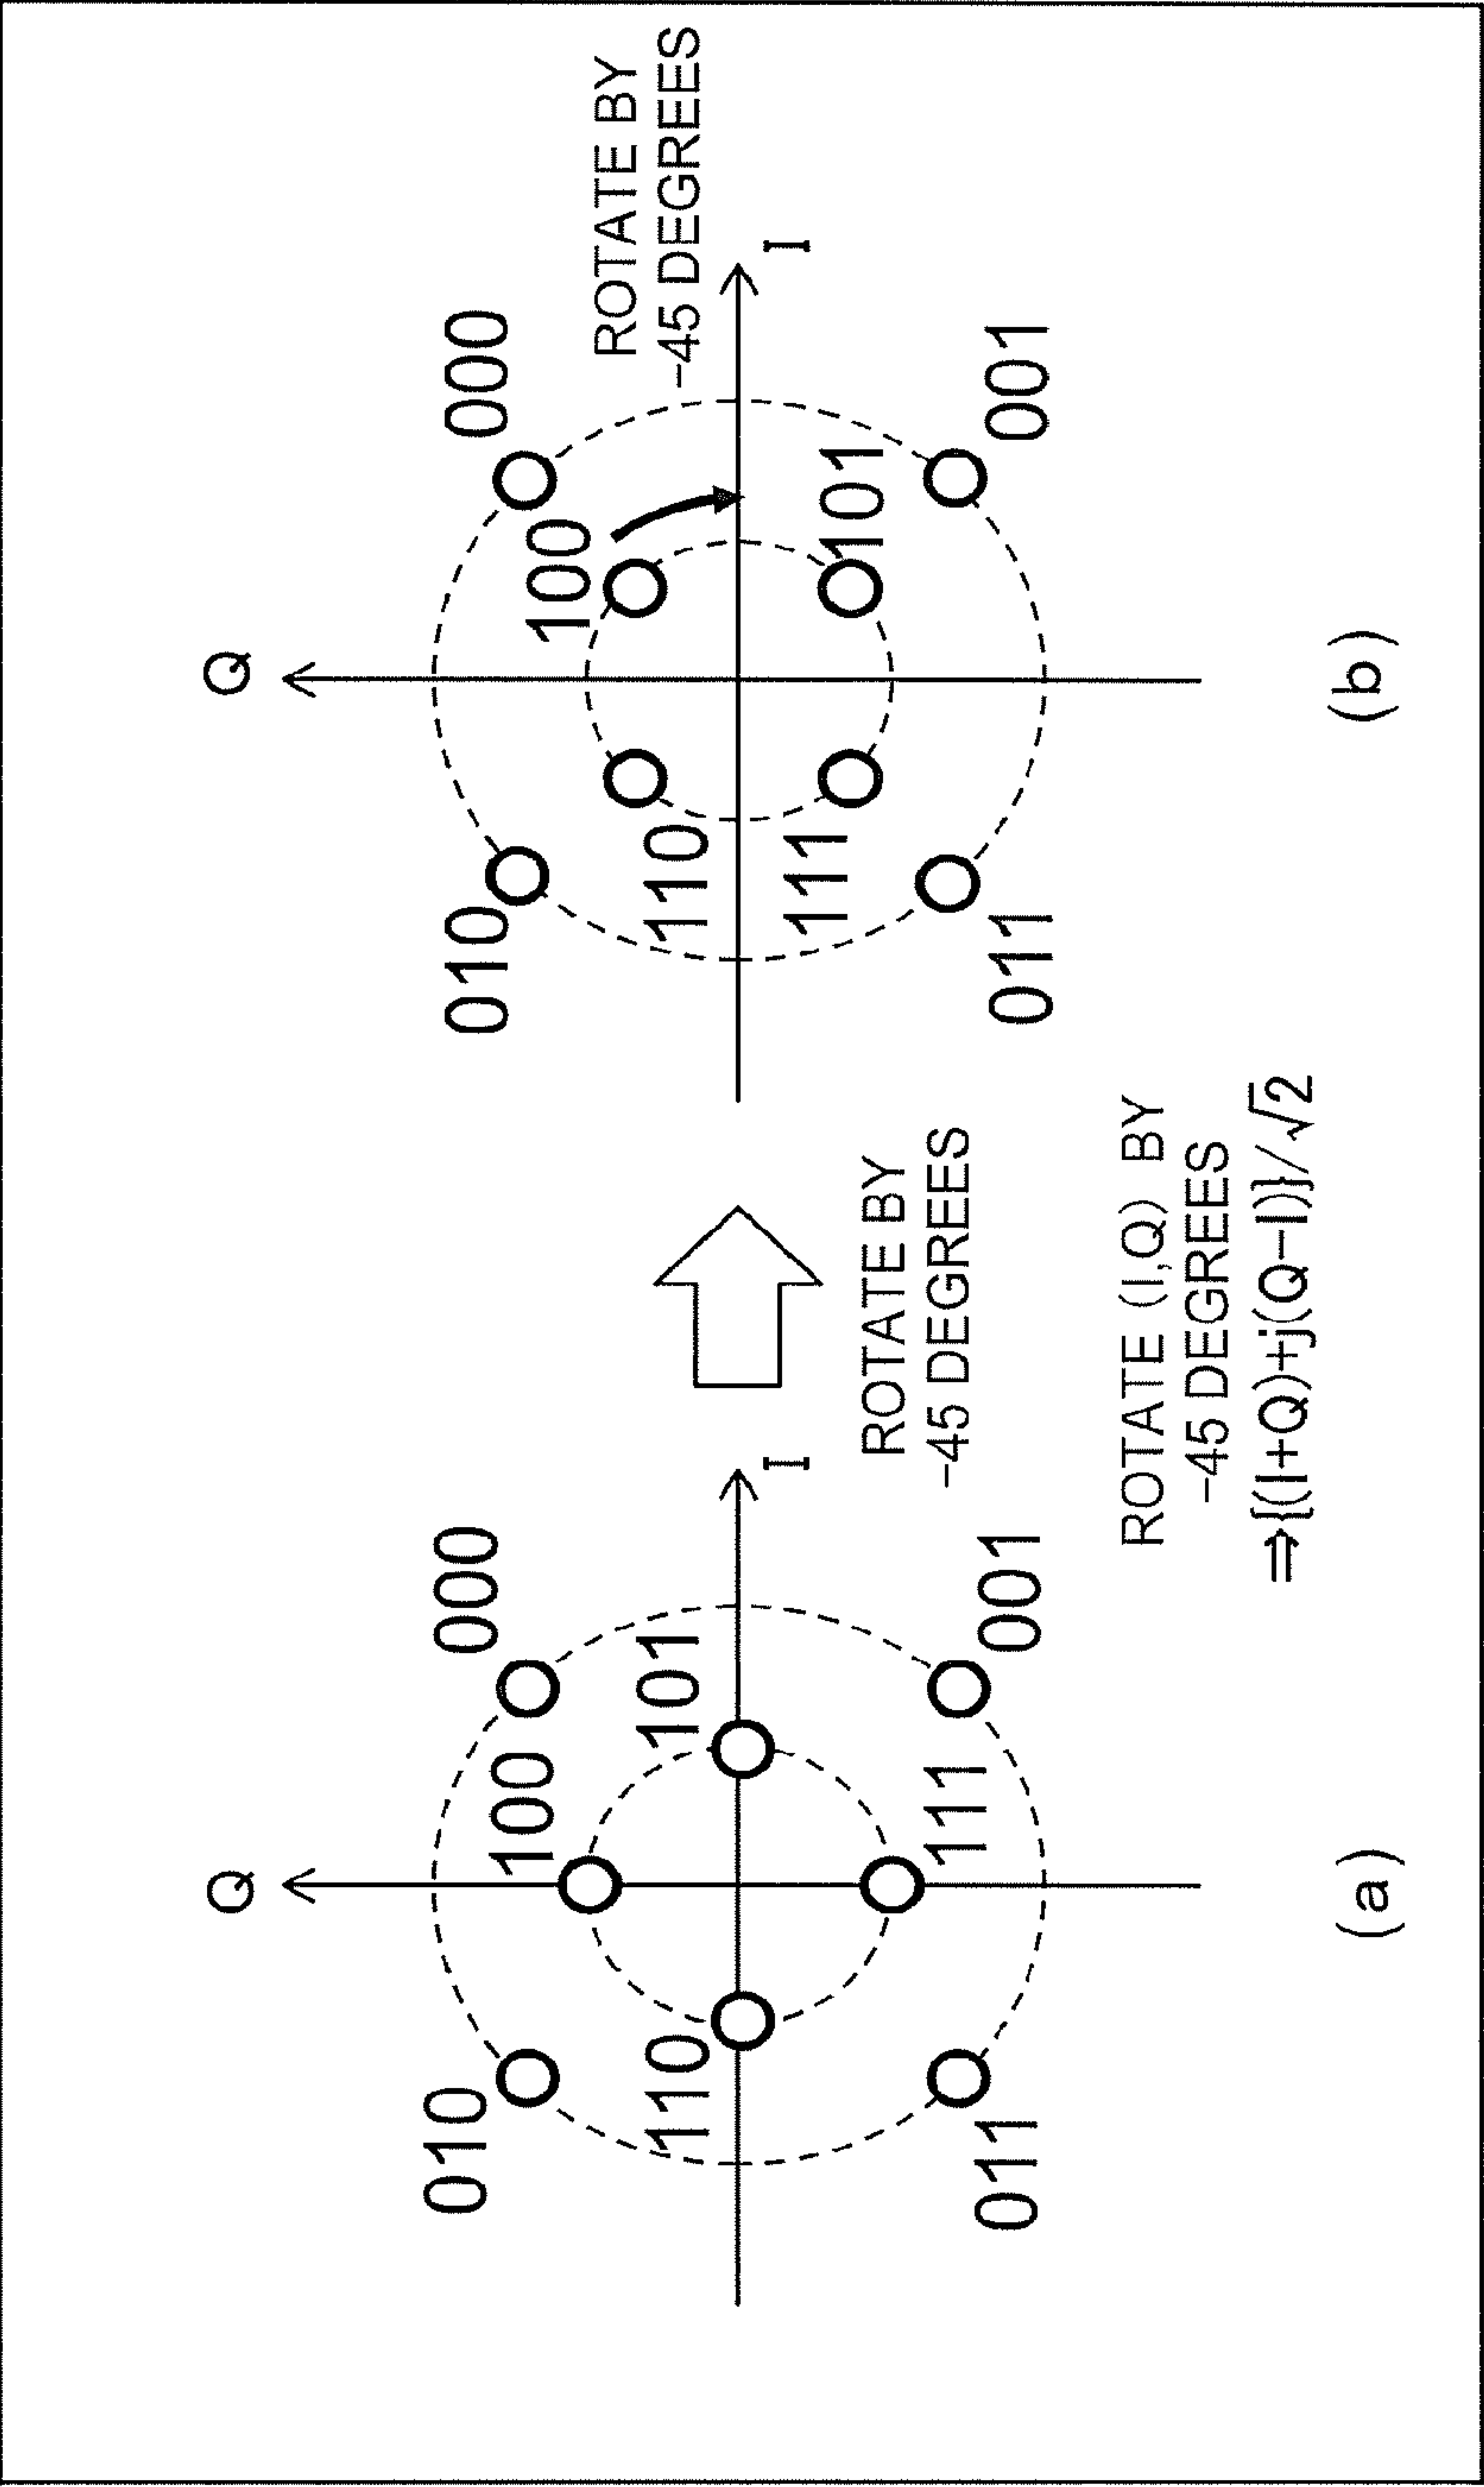 Q
010
000
100
110
101
I
111
011
001
(a)
ROTATE BY
-45 DEGREES
ROTATE (I,Q) BY
-45 DEGREES
⇒{(I+Q)+j(Q-I)}/√2
Q
010
000
ROTATE BY
-45 DEGREES
100
110
I
111
101
011
001
(b)